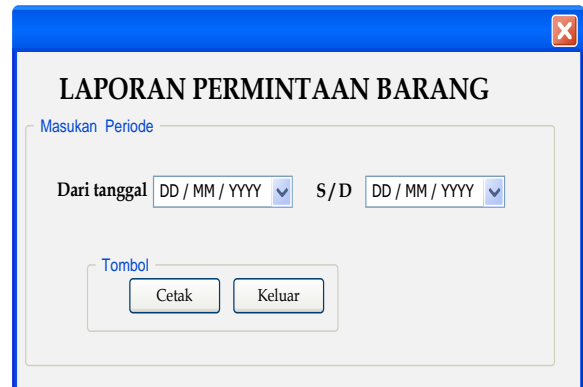 LAPORAN PERMINTAAN BARANG
Masukan Periode
Dari tanggal DD / MM / YYYY S / D DD / MM / YYYY
Tombol
Cetak Keluar